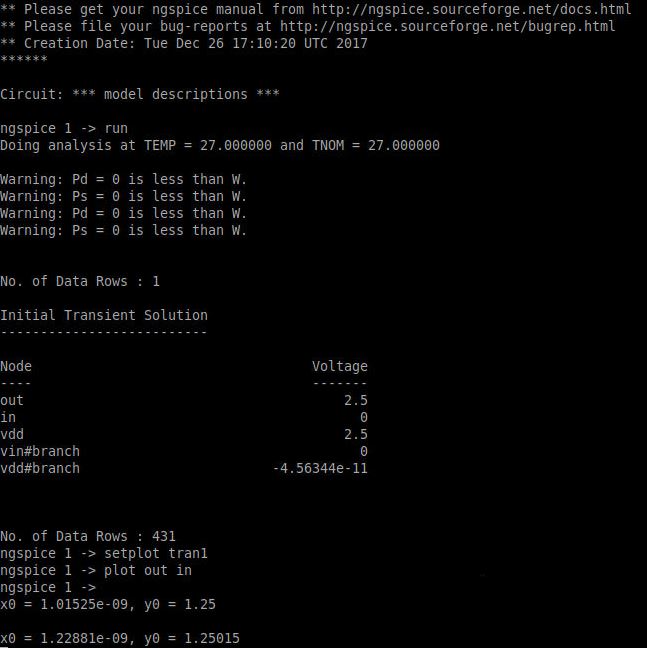 ** Please get your ngspice manual from http://ngspice.sourceforge.net/docs.html
** Please file your bug-reports at http://ngspice.sourceforge.net/bugrep.html
** Creation Date: Tue Dec 26 17:10:20 UTC 2017
******
Circuit: *** model descriptions ***
ngspice 1 -> run
Doing analysis at TEMP = 27.000000 and TNOM = 27.000000
Warning: Pd = 0 is less than W.
Warning: Ps = 0 is less than W.
Warning: Pd = 0 is less than W.
Warning: Ps = 0 is less than W.
No. of Data Rows : 1
Initial Transient Solution
--------------------------
Node Voltage
---- -------
out 2.5
in 0
vdd 2.5
vin#branch 0
vdd#branch -4.56344e-11
No. of Data Rows : 431
ngspice 1 -> setplot tran1
ngspice 1 -> plot out in
ngspice 1 ->
x0 = 1.01525e-09, y0 = 1.25
x0 = 1.22881e-09, y0 = 1.25015